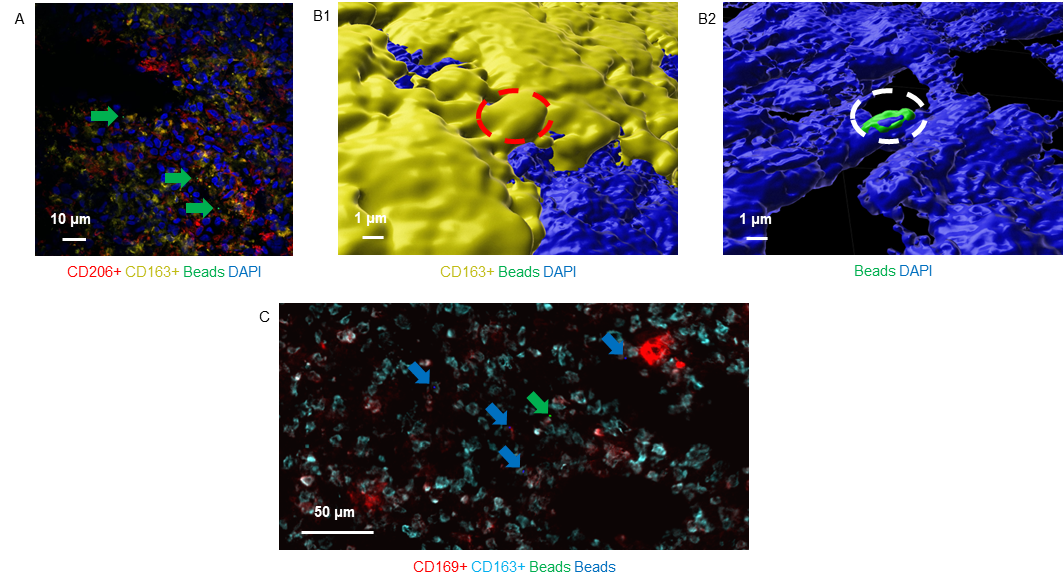 A
B1
B2
10 µm
1 µm
1 µm
CD206+ CD163+ Beads DAPI
CD163+ Beads DAPI
Beads DAPI
C
50 µm
CD169+ CD163+ Beads Beads